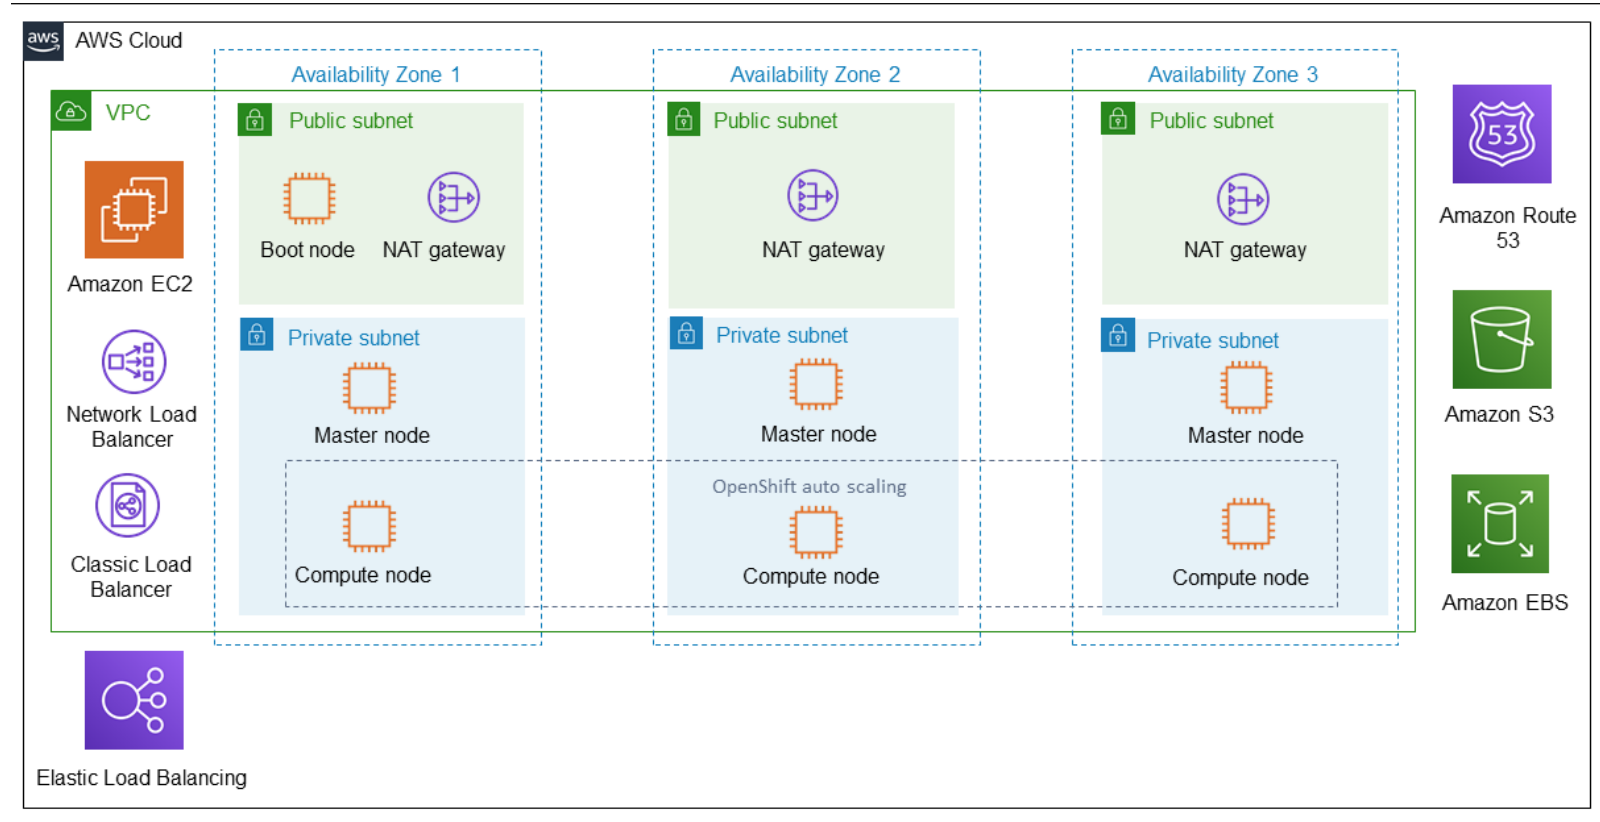 aws
AWS Cloud
Availability Zone 1
Availability Zone 2
Availability Zone 3
VPC
Public subnet
Public subnet
Public subnet
53
Boot node
NAT gateway
NAT gateway
NAT gateway
Amazon Route
53
Amazon EC2
Private subnet
Private subnet
Private subnet
Network Load
Balancer
Master node
Master node
Master node
Amazon S3
OpenShift auto scaling
Classic Load
Balancer
Compute node
Compute node
Compute node
Amazon EBS
Elastic Load Balancing